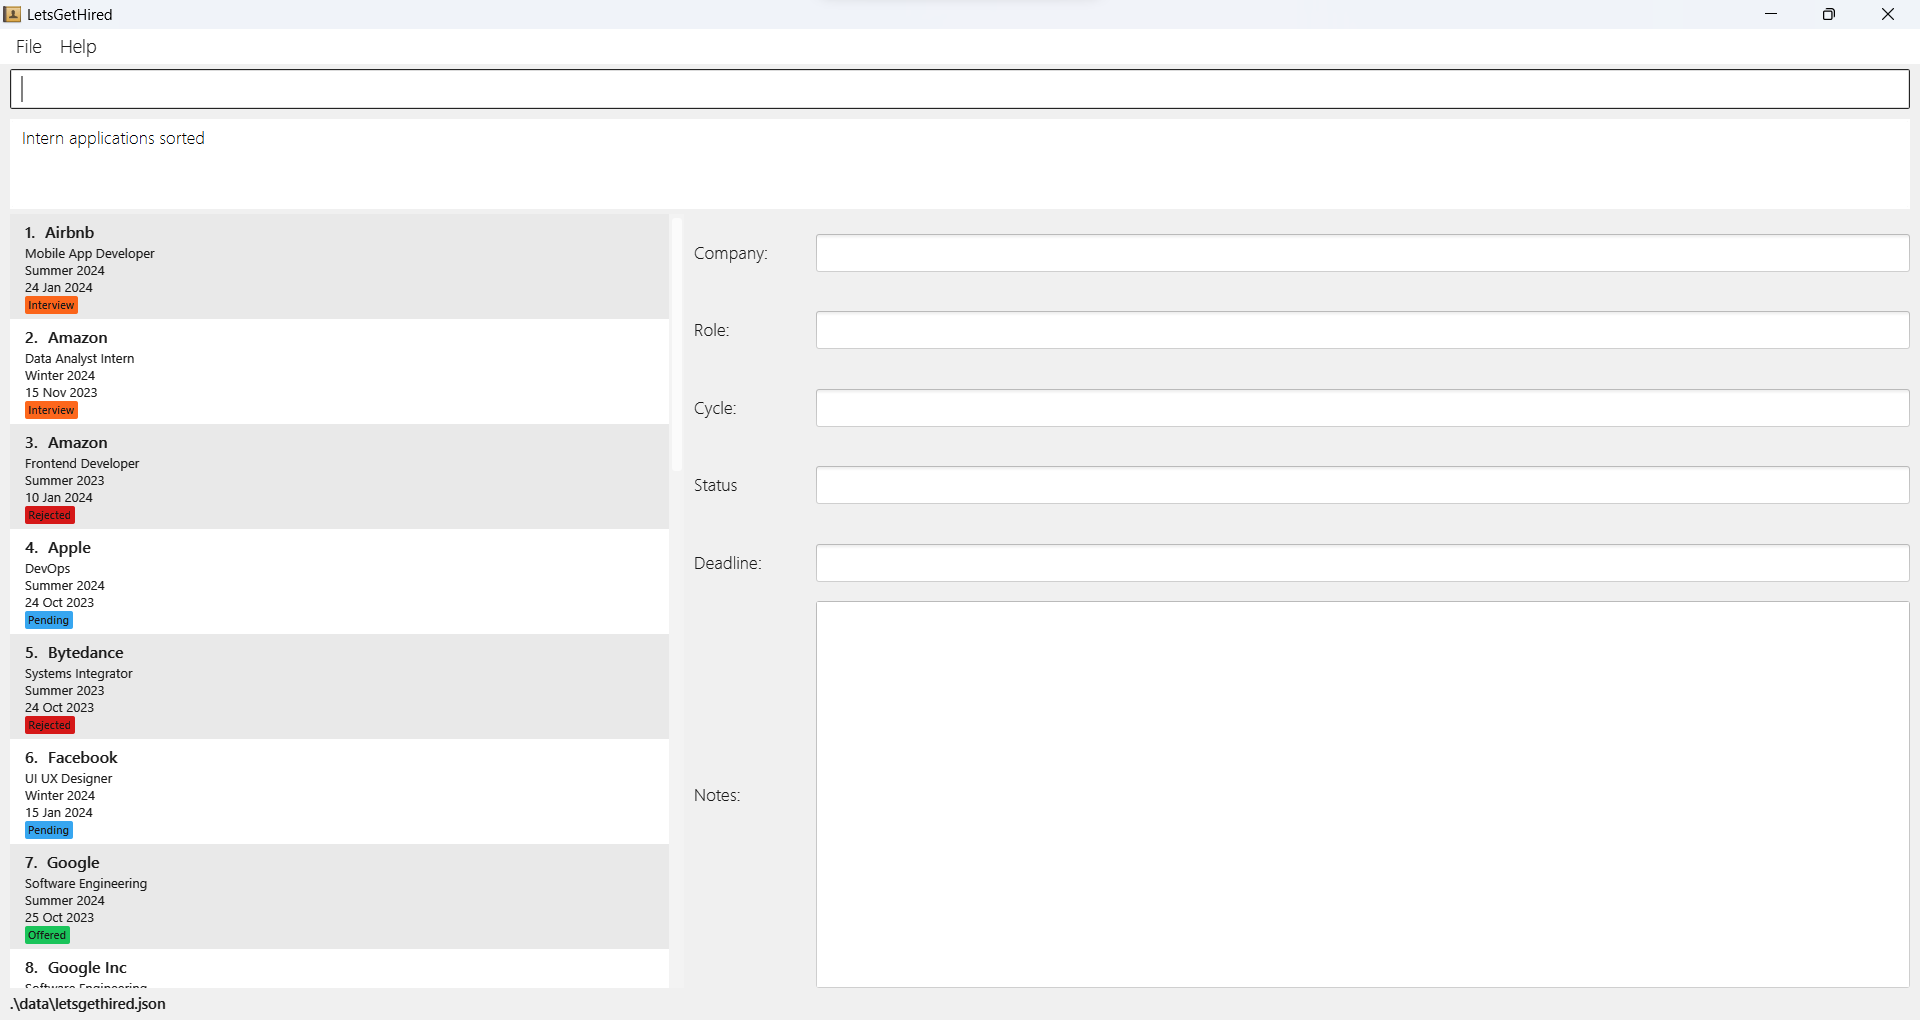 LetsGetHired
File Help
Intern applications sorted
1. Airbnb
Mobile App Developer
Summer 2024
24 Jan 2024
Interview
2. Amazon
Data Analyst Intern
Winter 2024
15 Nov 2023
Interview
3. Amazon
Frontend Developer
Summer 2023
10 Jan 2024
Rejected
4. Apple
DevOps
Summer 2024
24 Oct 2023
Pending
5. Bytedance
Systems Integrator
Summer 2023
24 Oct 2023
Rejected
6. Facebook
UI UX Designer
Winter 2024
15 Jan 2024
Pending
7. Google
Software Engineering
Summer 2024
25 Oct 2023
Offered
8. Google Inc
Software Engineering
Company:
Role:
Cycle:
Status
Deadline:
Notes:
.\data\letsgethired.json